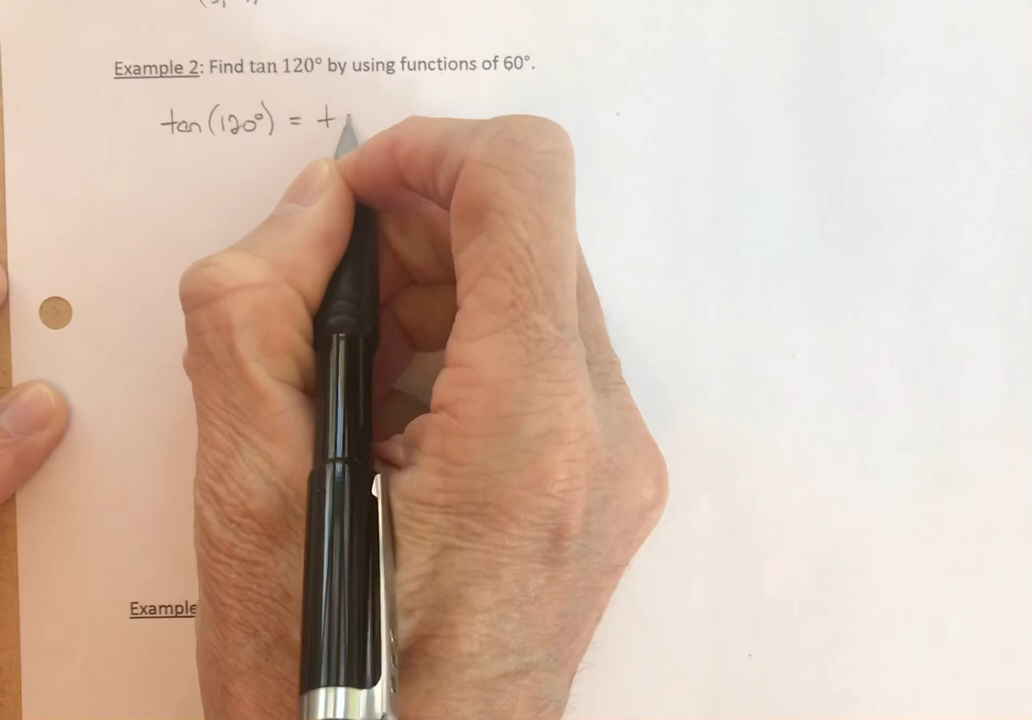 Example 2: Find tan 120° by using functions of 60°.
tan(120°) = t
Example